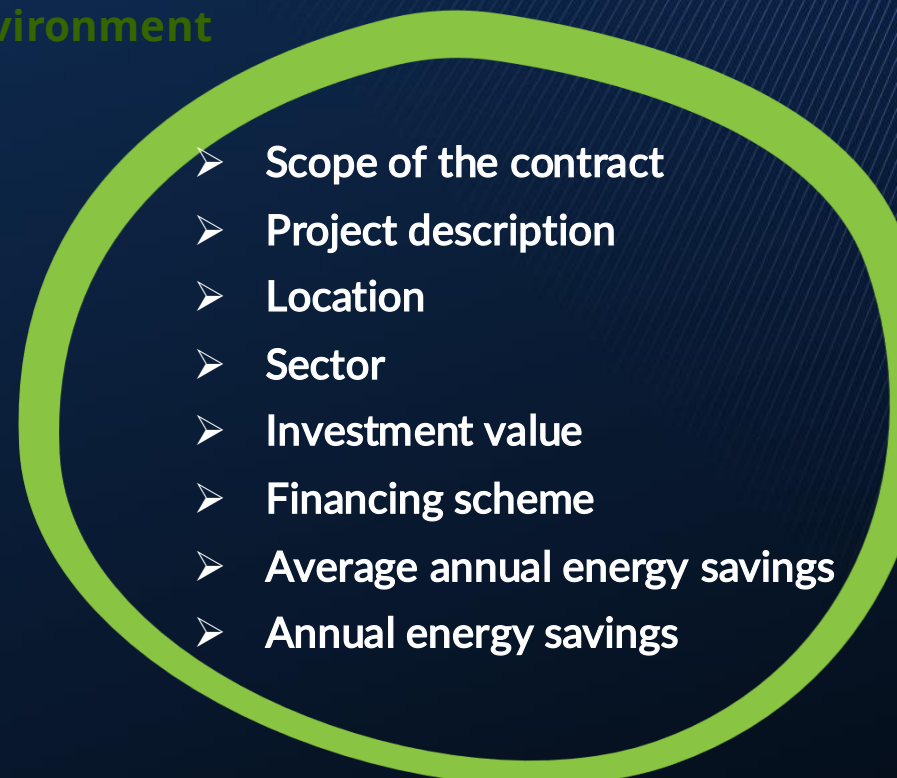 vironment
Scope of the contract
Project description
Location
Sector
Investment value
Financing scheme
Average annual energy savings
Annual energy savings